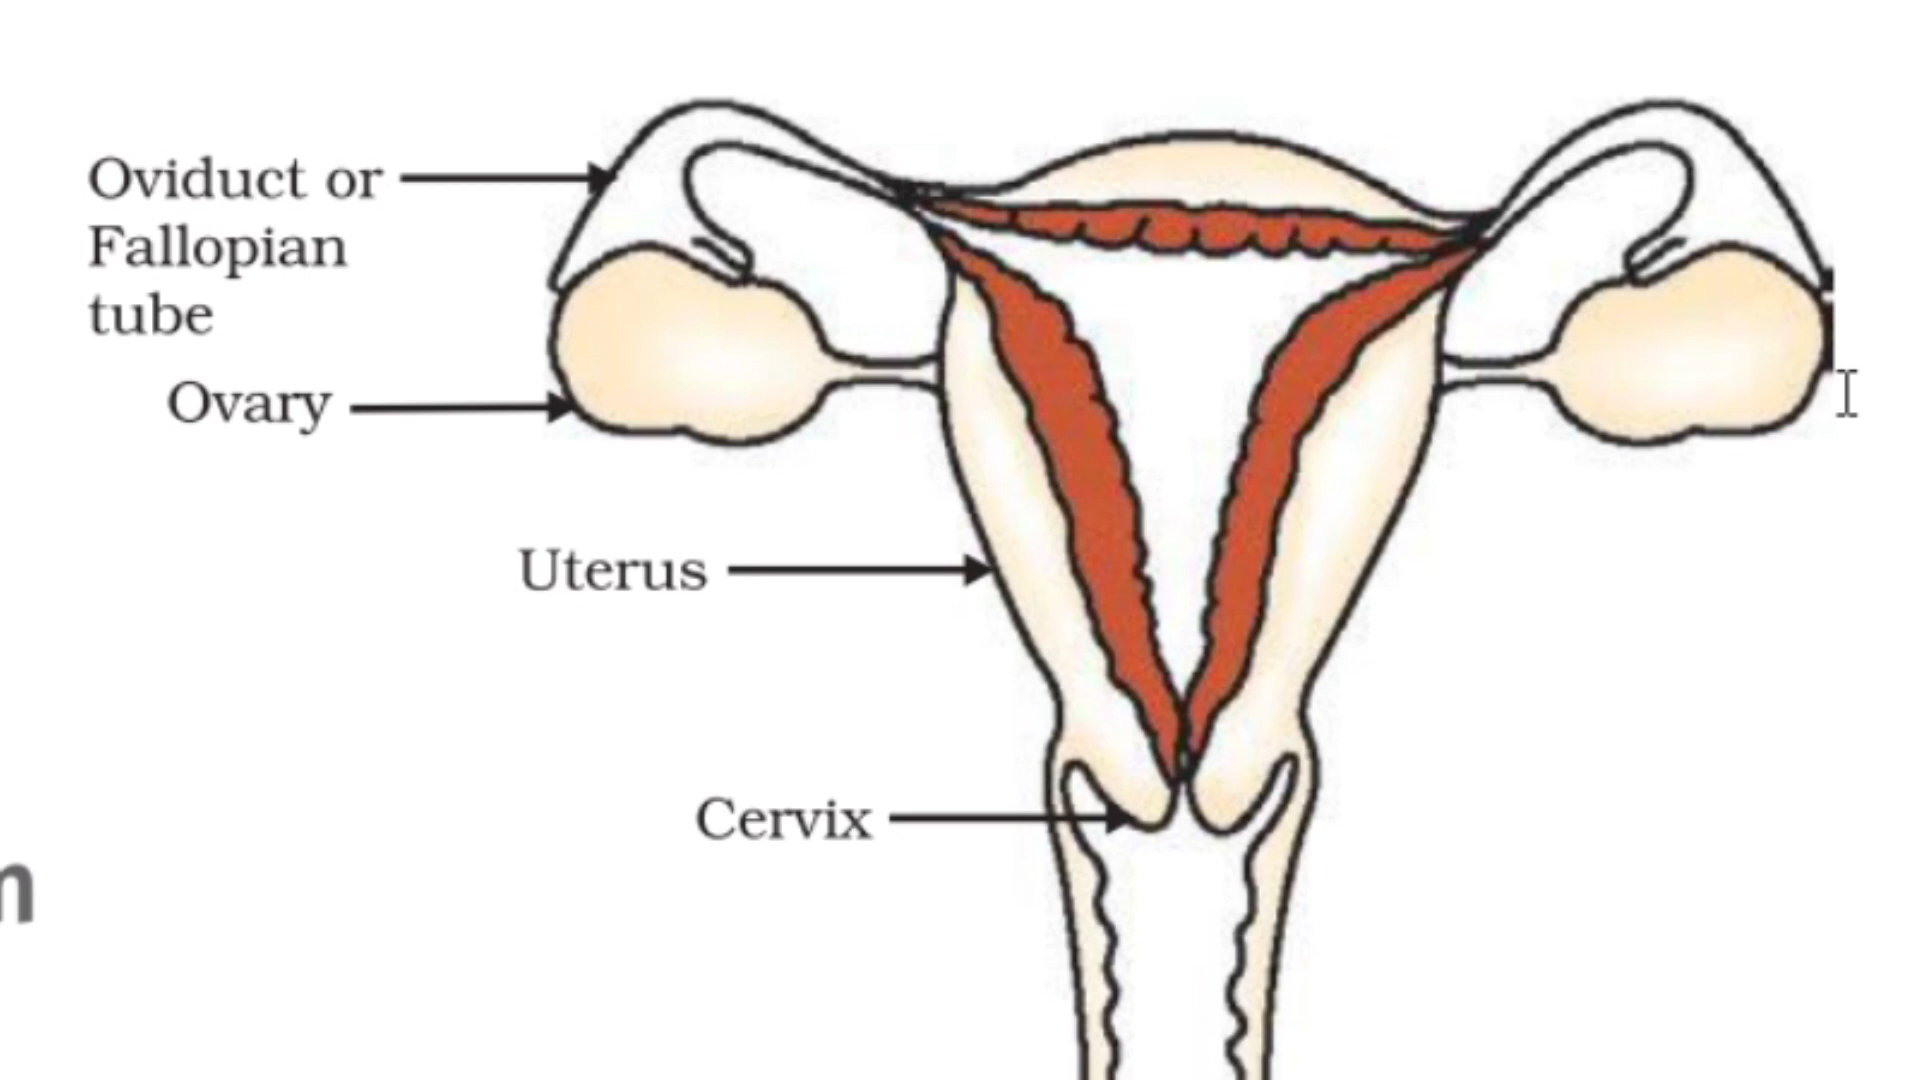 Oviduct or
Fallopian
tube
Ovary
Uterus
Cervix